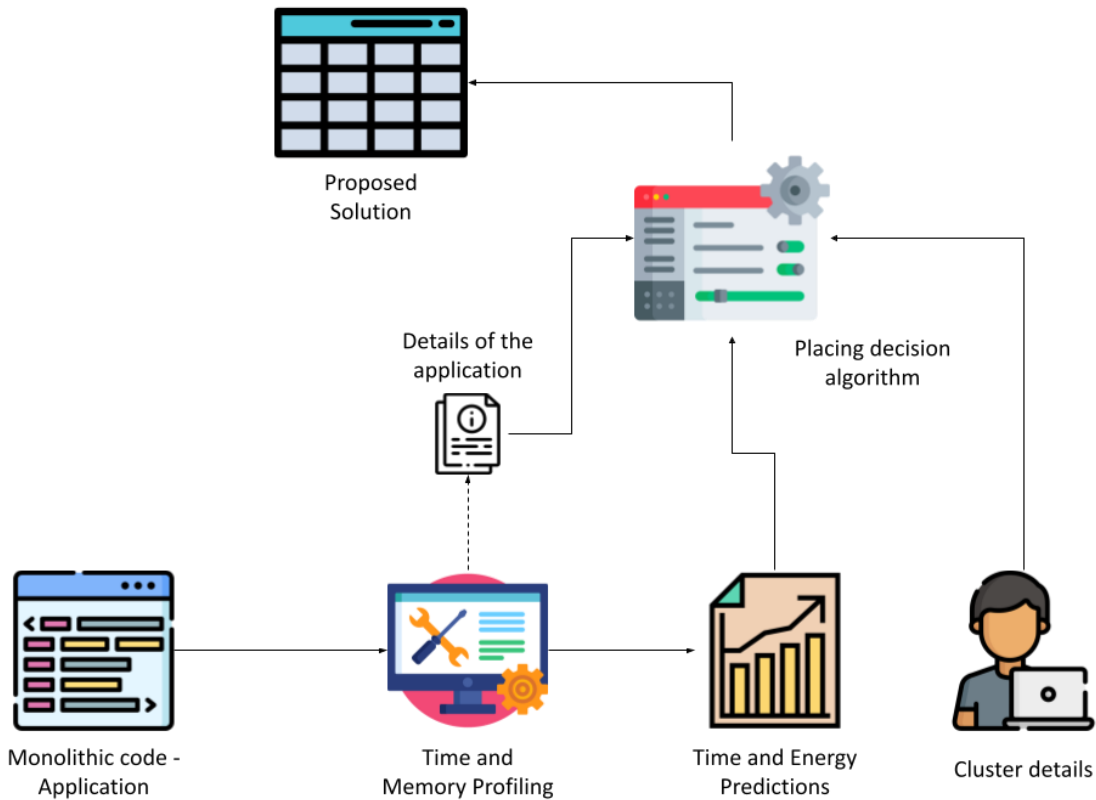 Proposed
Solution
Details of the
application
Placing decision
algorithm
Monolithic code -
Application
Time and
Memory Profiling
Time and Energy
Predictions
Cluster details